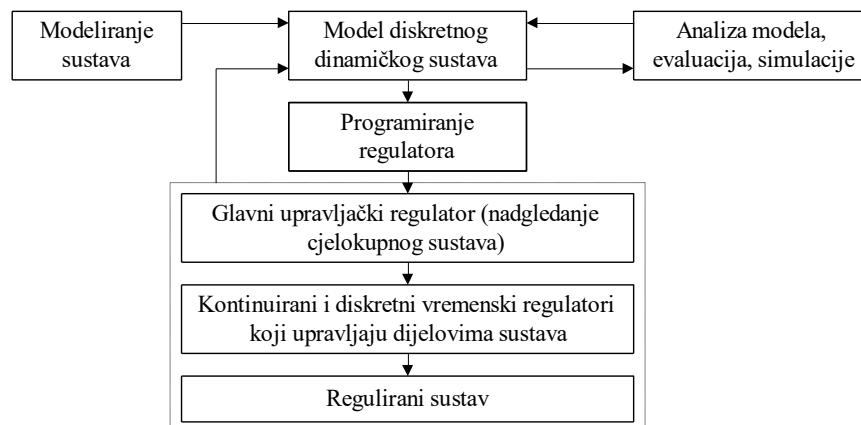 Modeliranje
sustava
Model diskretnog
dinamičkog sustava
Analiza modela,
evaluacija, simulacije
Programiranje
regulatora
Glavni upravljački regulator (nadgledanje
cjelokupnog sustava)
Kontinuirani i diskretni vremenski regulatori
koji upravljaju dijelovima sustava
Regulirani sustav